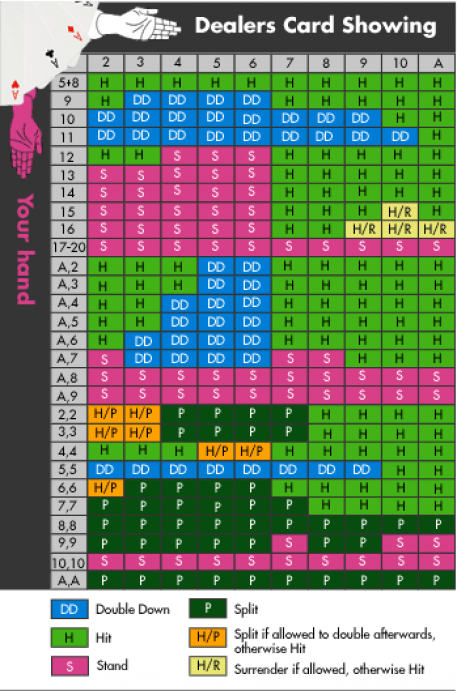 Dealers Card Showing
Your hand
2 3 4 5 6 7 8 9 10 A
5+8 H H H H H H H H H H
9 H DD DD DD DD H H H H H
10 DD DD DD DD DD DD DD DD H H
11 DD DD DD DD DD DD DD DD DD H
12 H H S S S H H H H H
13 S S S S S H H H H H
14 S S S S S H H H H H
15 S S S S S H H H H/R H
16 S S S S S H H H/R H/R H/R
17-20 S S S S S S S S S S
A,2 H H H DD DD H H H H H
A,3 H H H DD DD H H H H H
A,4 H H DD DD DD H H H H H
A,5 H H DD DD DD H H H H H
A,6 H DD DD DD DD H H H H H
A,7 S DD DD DD DD S S H H H
A,8 S S S S S S S S S S
A,9 S S S S S S S S S S
2,2 H/P H/P P P P P H H H H
3,3 H/P H/P P P P P H H H H
4,4 H H H H/P H/P H H H H H
5,5 DD DD DD DD DD DD DD DD H H
6,6 H/P P P P P H H H H H
7,7 P P P P P P H H H H
8,8 P P P P P P P P P P
9,9 P P P P P S P P S S
10,10 S S S S S S S S S S
A,A P P P P P P P P P P
DD Double Down P Split
H Hit H/P Split if allowed to double afterwards,
otherwise Hit
S Stand H/R Surrender if allowed, otherwise Hit